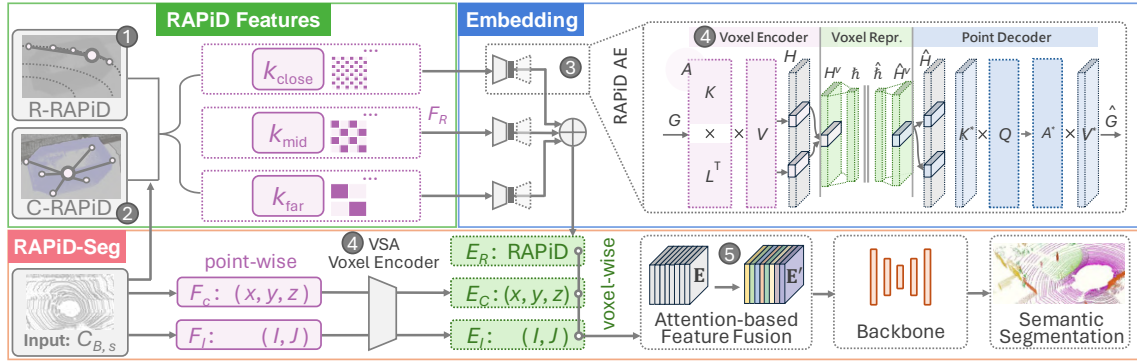 RAPiD Features
Embedding
1
R-RAPiD
C-RAPiD
2
k_close
k_mid
k_far
...
...
...
F_R
3
RAPiD AE
4 Voxel Encoder
Voxel Repr.
Point Decoder
A
H
H^V
ℏ
ℏ̂
Ĥ^V
Ĥ
G
K
×
L^T
×
V
K^*
×
Q
A^*
×
V^*
Ĝ
RAPiD-Seg
Input: C_{B,s}
point-wise
F_c: (x, y, z)
F_I: (I, J)
4 VSA
Voxel Encoder
E_R: RAPiD
E_C: (x, y, z)
E_I: (I, J)
voxel-wise
E
5
E′
Attention-based
Feature Fusion
Backbone
Semantic
Segmentation